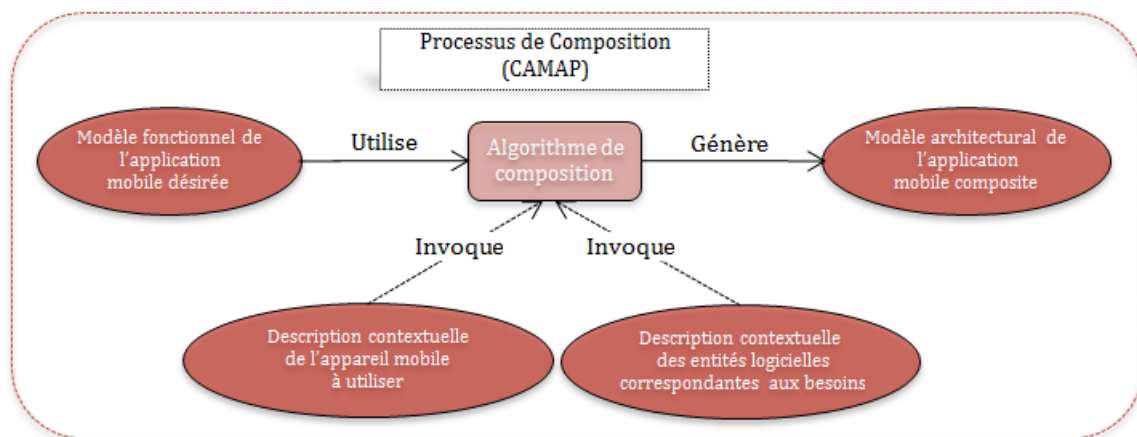 Processus de Composition
(CAMAP)
Modèle fonctionnel de
l'application
mobile désirée
Utilise
Algorithme de
composition
Génère
Modèle architectural de
l'application
mobile composite
Invoque
Invoque
Description contextuelle
de l'appareil mobile
à utiliser
Description contextuelle
des entités logicielles
correspondantes aux besoins